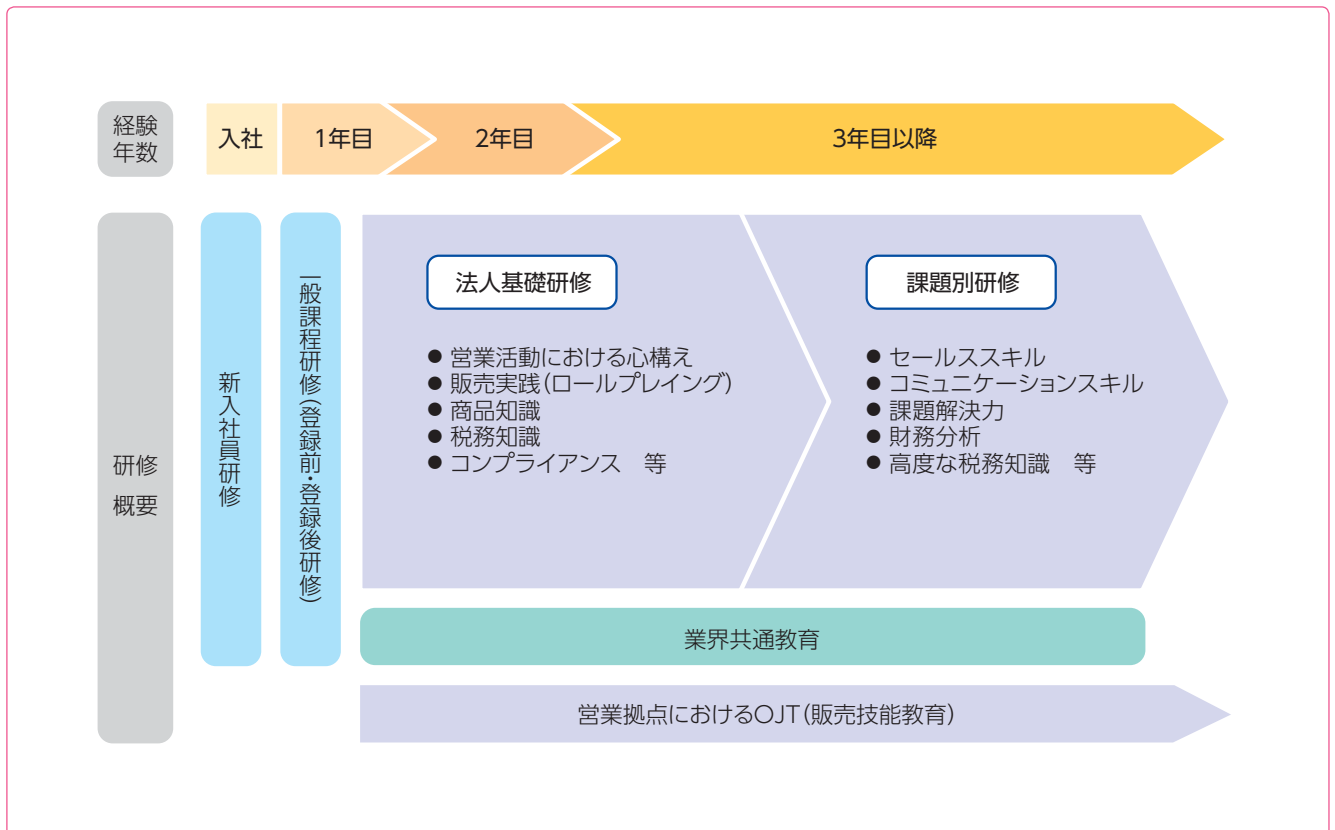 経験
年数
入社
1年目
2年目
3年目以降
研修
概要
新入社員研修
一般課程研修(登録前・登録後研修)
法人基礎研修
● 営業活動における心構え
● 販売実践(ロールプレイング)
● 商品知識
● 税務知識
● コンプライアンス　等
課題別研修
● セールススキル
● コミュニケーションスキル
● 課題解決力
● 財務分析
● 高度な税務知識　等
業界共通教育
営業拠点におけるOJT(販売技能教育)